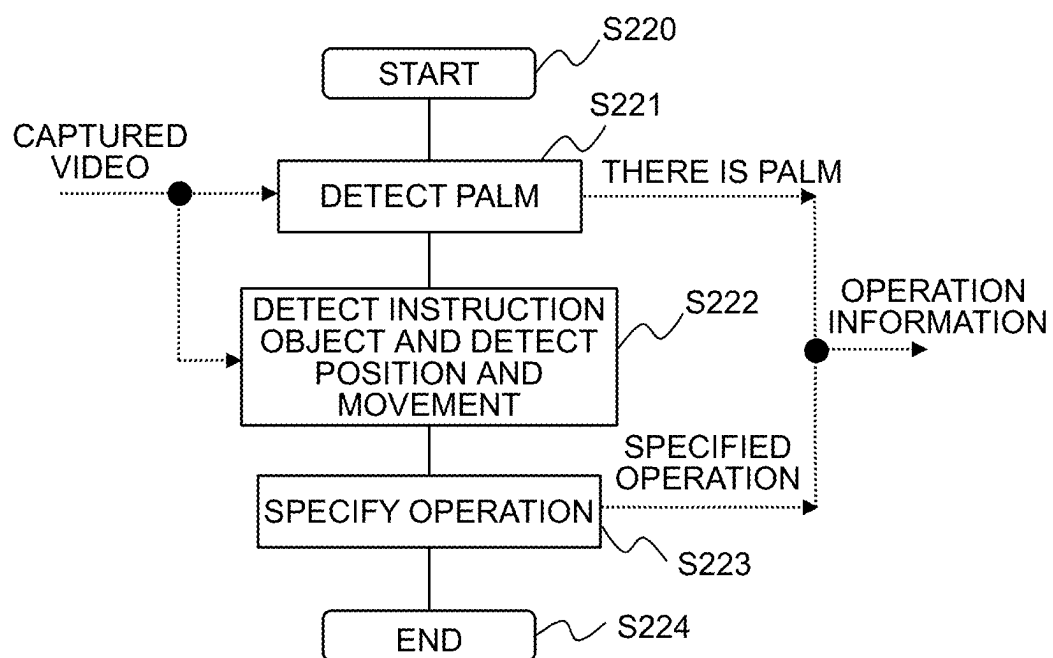 S220
START
S221
CAPTURED
VIDEO
THERE IS PALM
DETECT PALM
DETECT INSTRUCTION
OBJECT AND DETECT
POSITION AND
MOVEMENT
S222
OPERATION
INFORMATION
SPECIFIED
OPERATION
SPECIFY OPERATION
S223
END
S224